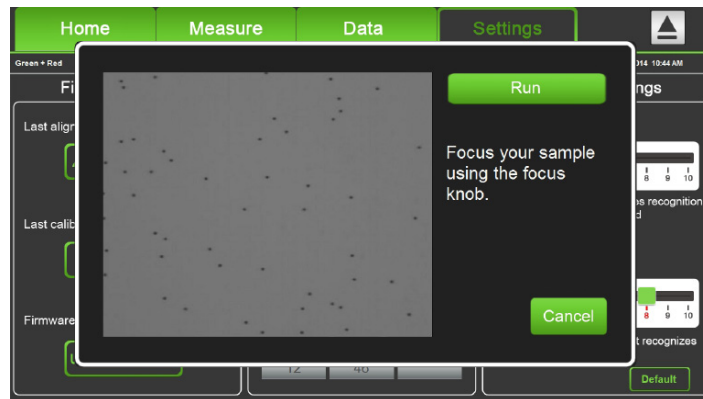 Home
Measure
Data
Settings
Green + Red
014 10:44 AM
Fi
ngs
Run
Last align
Focus your sample
using the focus
knob.
8 9 10
s recognition
d
Last calib
Cancel
8 9 10
Firmware
t recognizes
12 46
Default